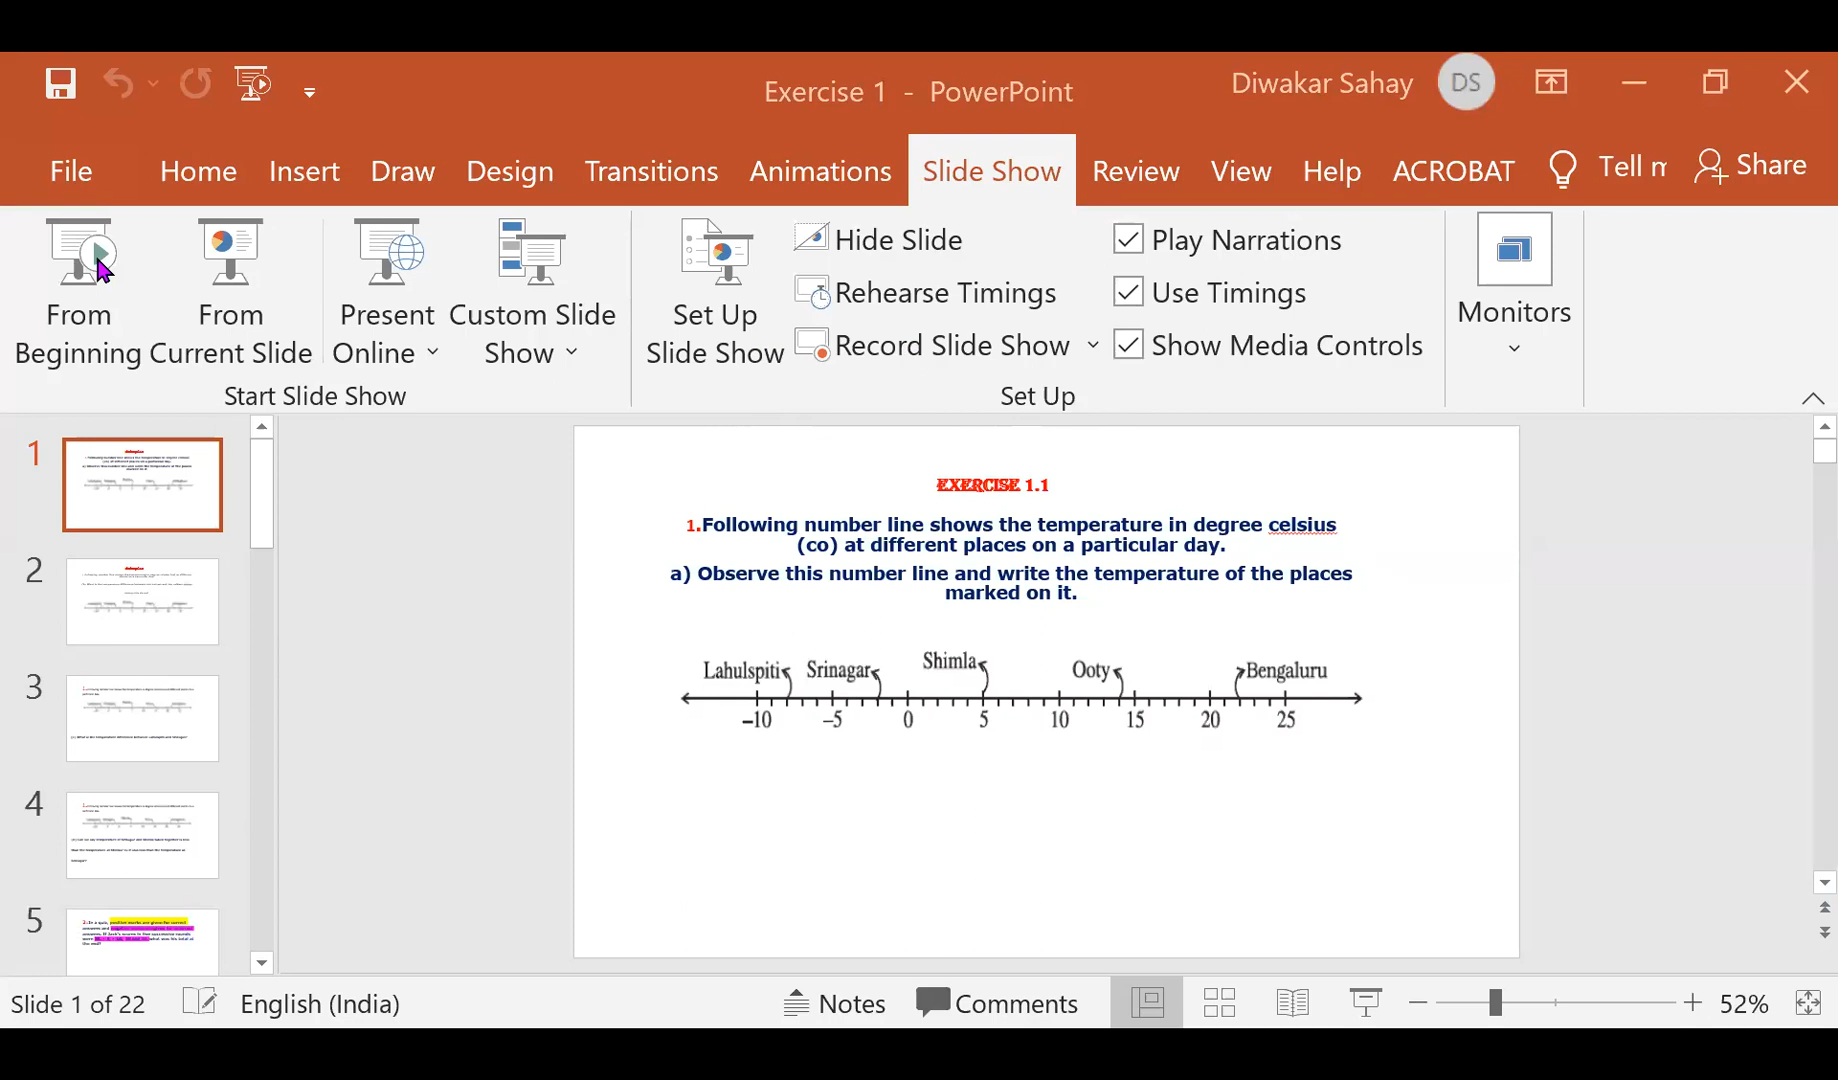 Exercise 1 - PowerPoint
Diwakar Sahay DS
File Home Insert Draw Design Transitions Animations Slide Show Review View Help ACROBAT Tell m Share
From Beginning
From Current Slide
Present Online
Custom Slide Show
Start Slide Show
Set Up Slide Show
Hide Slide
Rehearse Timings
Record Slide Show
Play Narrations
Use Timings
Show Media Controls
Set Up
Monitors
1
2
3
4
5
EXERCISE 1.1
1.Following number line shows the temperature in degree celsius
(co) at different places on a particular day.
a) Observe this number line and write the temperature of the places
marked on it.
Lahulspiti Srinagar Shimla Ooty Bengaluru
–10 –5 0 5 10 15 20 25
Slide 1 of 22 English (India) Notes Comments 52%